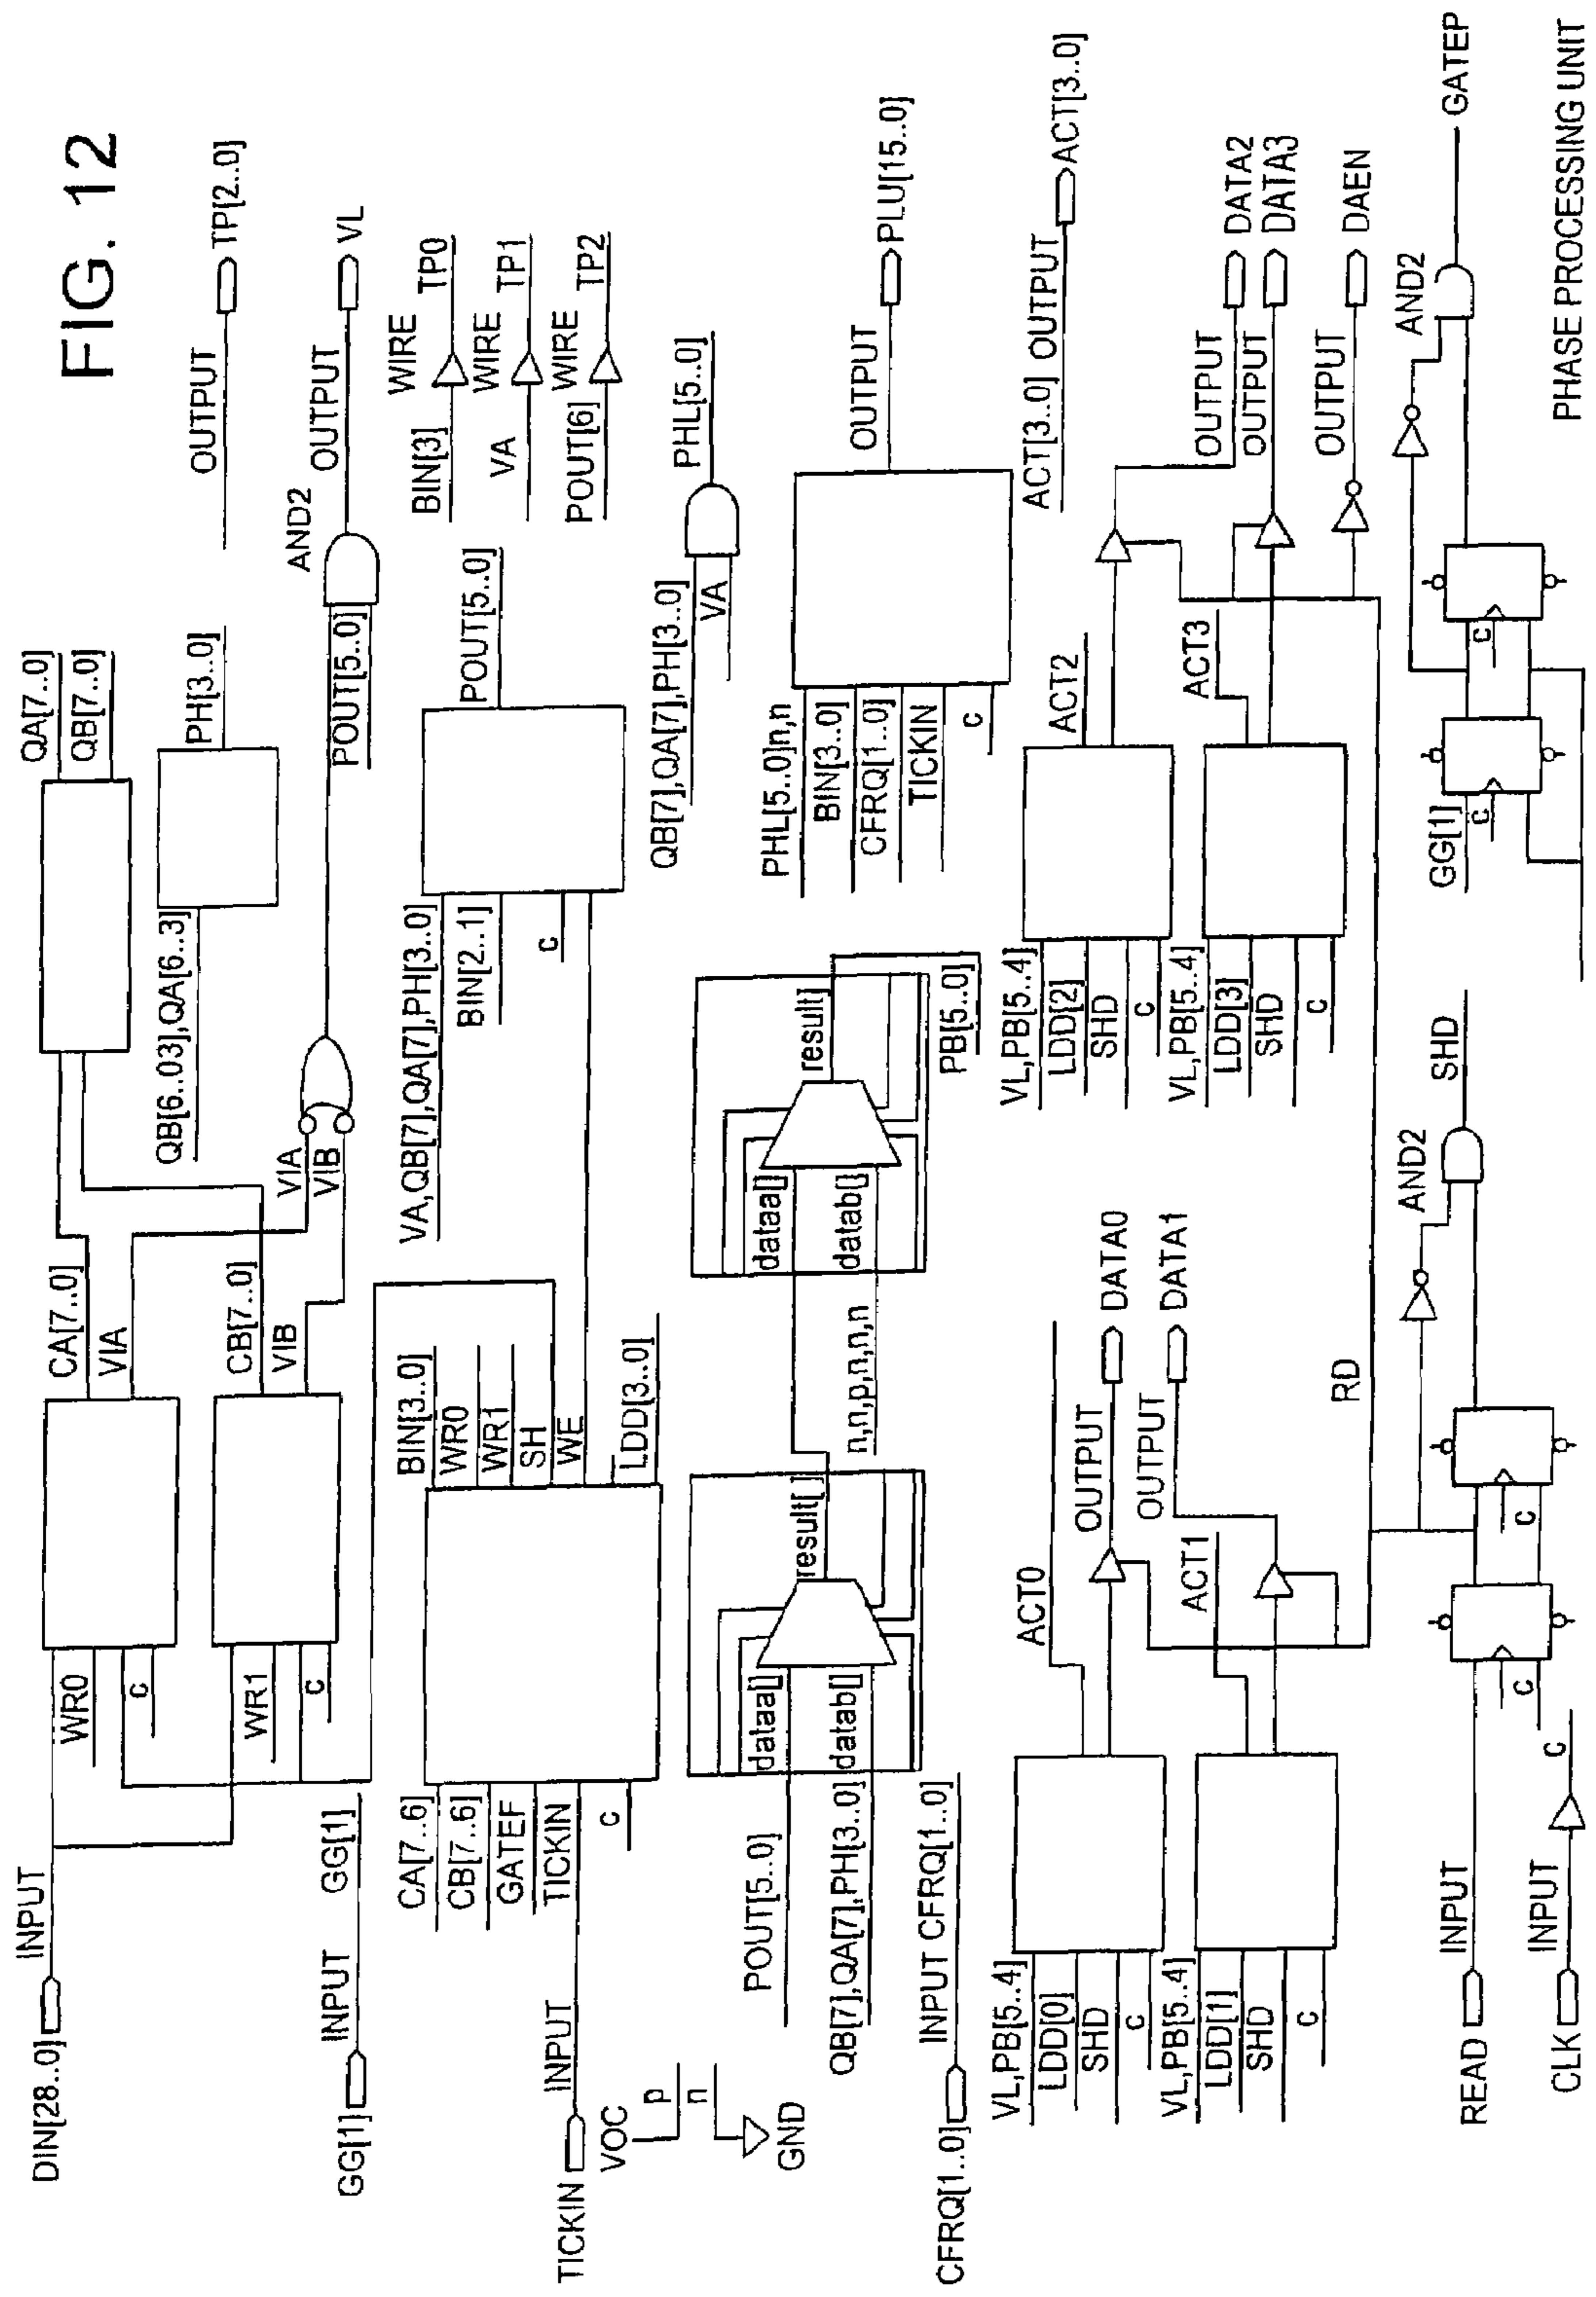 FIG. 12
DIN[28..0]
INPUT
WR0
c
WR1
c
CA[7..0]
VIA
CB[7..0]
VIB
QA[7..0]
QB[7..0]
QB[6..03],QA[6..3]
PH[3..0]
VIA
VIB
AND2
POUT[5..0]
OUTPUT
VL
OUTPUT
TP[2..0]
GG[1]
INPUT
GG[1]
CA[7..6]
CB[7..6]
GATEF
TICKIN
c
TICKIN
INPUT
BIN[3..0]
WR0
WR1
SH
WE
LDD[3..0]
VA,QB[7],QA[7],PH[3..0]
BIN[2..1]
c
POUT[5..0]
BIN[3]
WIRE
TP0
VA
WIRE
TP1
POUT[6]
WIRE
TP2
VOC
p
n
GND
POUT[5..0]
QB[7],QA[7],PH[3..0]
dataa[]
datab[]
result[ ]
n,n,p,n,n,n
dataa[]
datab[]
result]
PB[5..0]
QB[7],QA[7],PH[3..0]
VA
PHL[5..0]
CFRQ[1..0]
INPUT CFRQ[1..0]
PHL[5..0]n,n
BIN[3..0]
CFRQ[1..0]
TICKIN
c
OUTPUT
PLU[15..0]
ACT[3..0] OUTPUT
ACT[3..0]
VL,PB[5..4]
LDD[0]
SHD
c
ACT0
OUTPUT
DATA0
VL,PB[5..4]
LDD[1]
SHD
c
ACT1
OUTPUT
DATA1
VL,PB[5..4]
LDD[2]
SHD
c
ACT2
OUTPUT
DATA2
VL,PB[5..4]
LDD[3]
SHD
c
ACT3
OUTPUT
DATA3
OUTPUT
DAEN
RD
READ
INPUT
c
c
AND2
SHD
CLK
INPUT
c
GG[1]
c
c
AND2
GATEP
PHASE PROCESSING UNIT